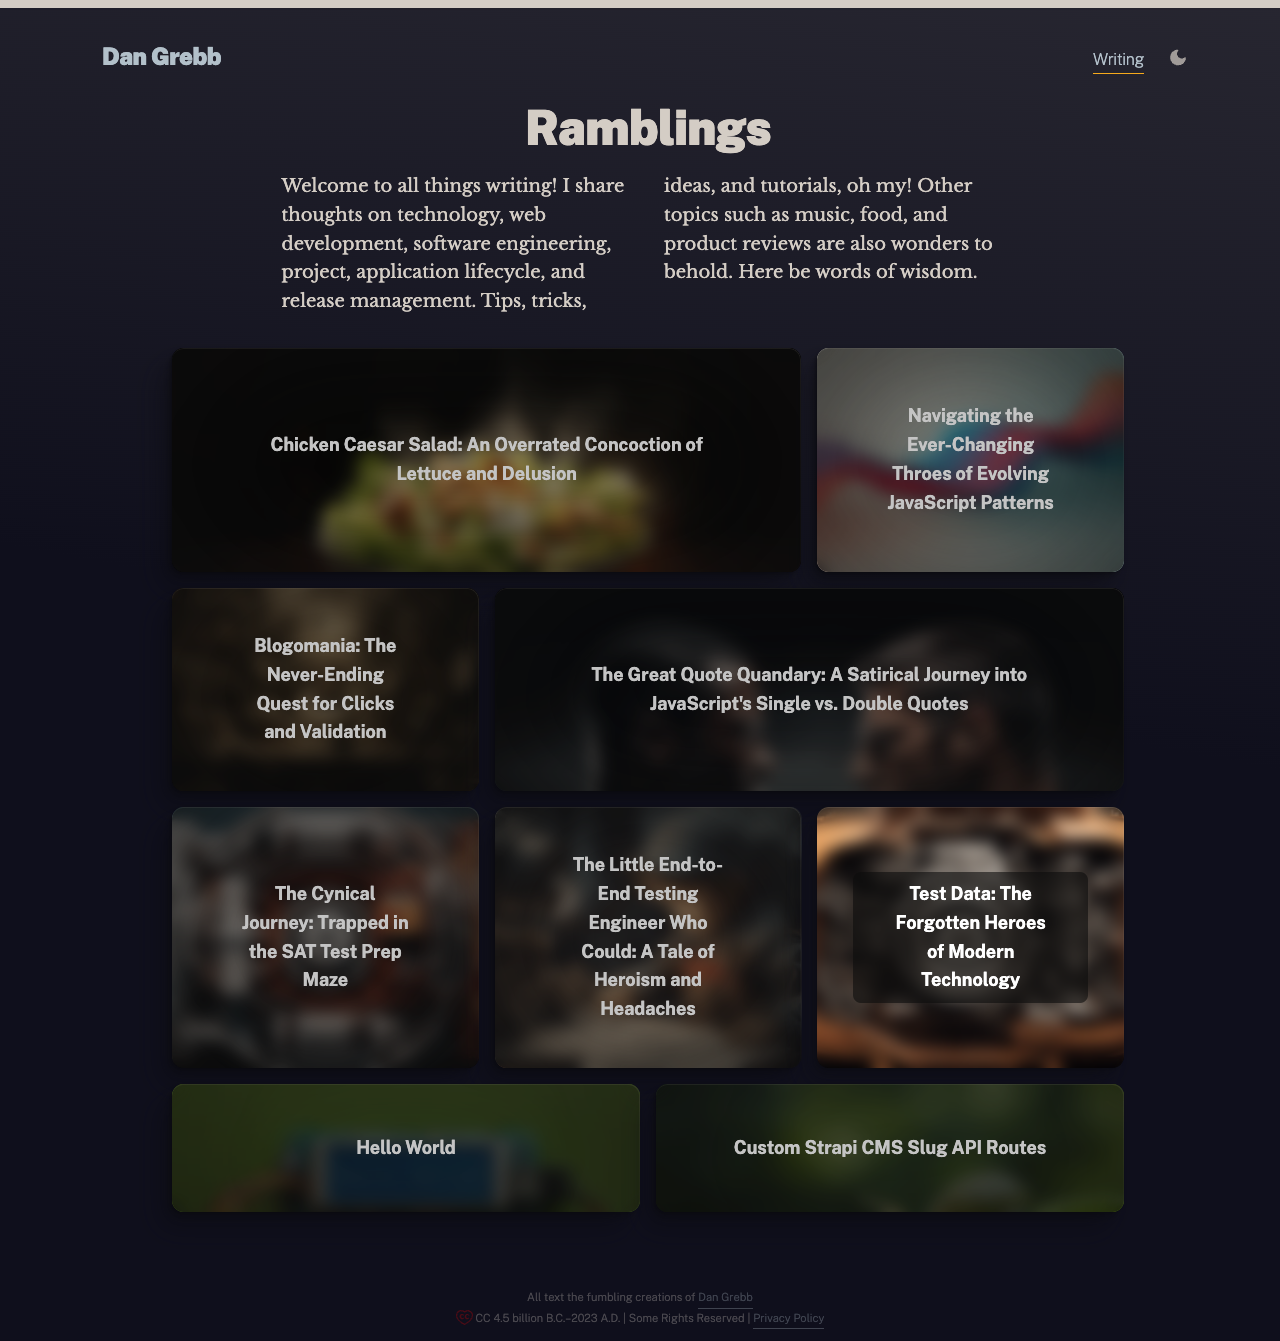 Dan Grebb
Writing
Ramblings
Welcome to all things writing! I share
thoughts on technology, web
development, software engineering,
project, application lifecycle, and
release management. Tips, tricks,
ideas, and tutorials, oh my! Other
topics such as music, food, and
product reviews are also wonders to
behold. Here be words of wisdom.
Chicken Caesar Salad: An Overrated Concoction of
Lettuce and Delusion
Navigating the
Ever-Changing
Throes of Evolving
JavaScript Patterns
Blogomania: The
Never-Ending
Quest for Clicks
and Validation
The Great Quote Quandary: A Satirical Journey into
JavaScript's Single vs. Double Quotes
The Cynical
Journey: Trapped in
the SAT Test Prep
Maze
The Little End-to-
End Testing
Engineer Who
Could: A Tale of
Heroism and
Headaches
Test Data: The
Forgotten Heroes
of Modern
Technology
Hello World
Custom Strapi CMS Slug API Routes
All text the fumbling creations of Dan Grebb
CC 4.5 billion B.C.–2023 A.D. | Some Rights Reserved | Privacy Policy